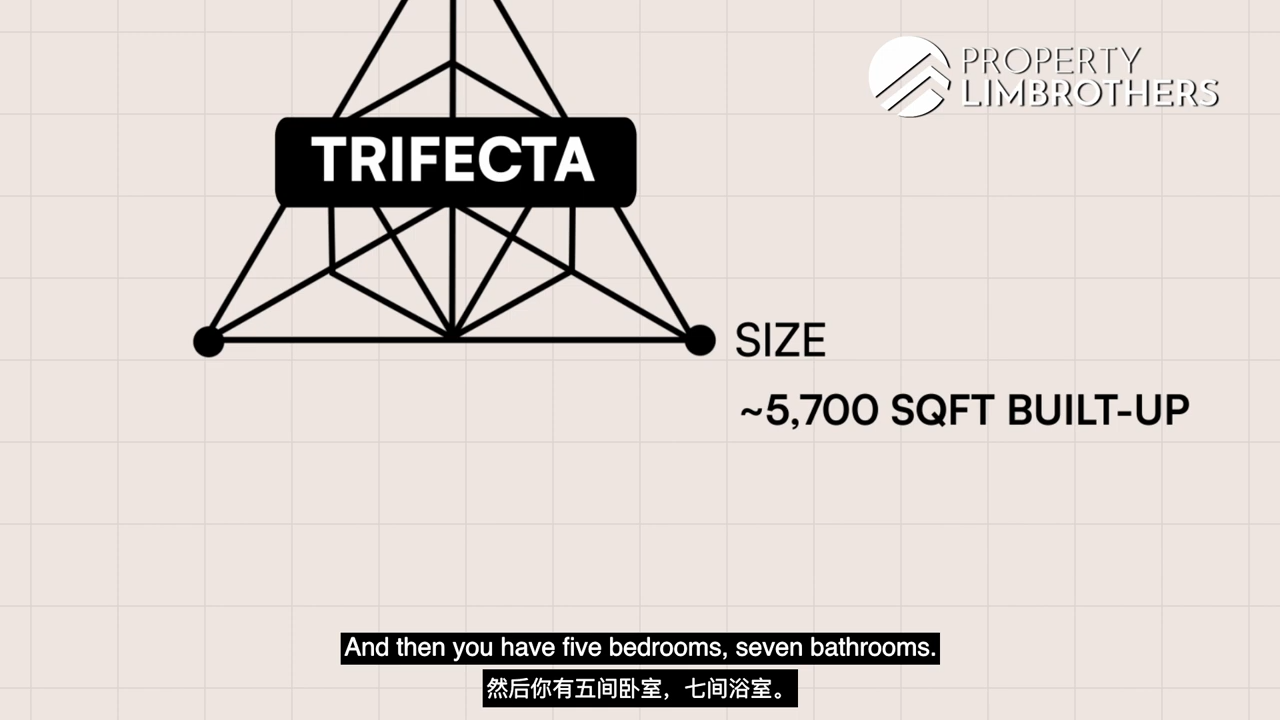 PROPERTY
LIMBROTHERS
TRIFECTA
SIZE
~5,700 SQFT BUILT-UP
And then you have five bedrooms, seven bathrooms.
然后你有五间卧室，七间浴室。